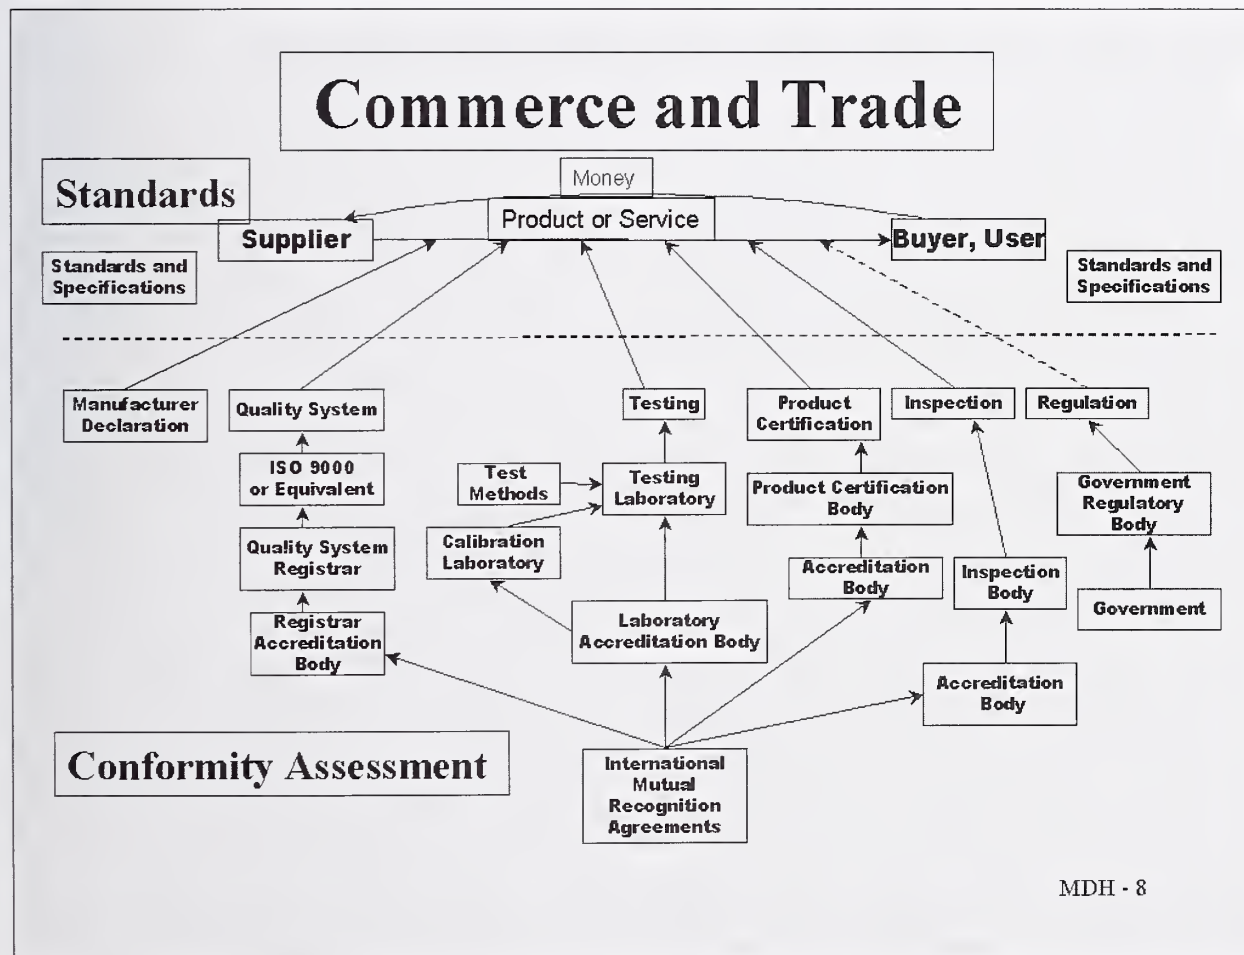 Commerce and Trade
Standards
Money
Product or Service
Supplier
Buyer, User
Standards and
Specifications
Standards and
Specifications
Manufacturer
Declaration
Quality System
Testing
Product
Certification
Inspection
Regulation
ISO 9000
or Equivalent
Test
Methods
Testing
Laboratory
Product Certification
Body
Government
Regulatory
Body
Quality System
Registrar
Calibration
Laboratory
Accreditation
Body
Inspection
Body
Government
Registrar
Accreditation
Body
Laboratory
Accreditation Body
Accreditation
Body
Conformity Assessment
International
Mutual
Recognition
Agreements
MDH - 8